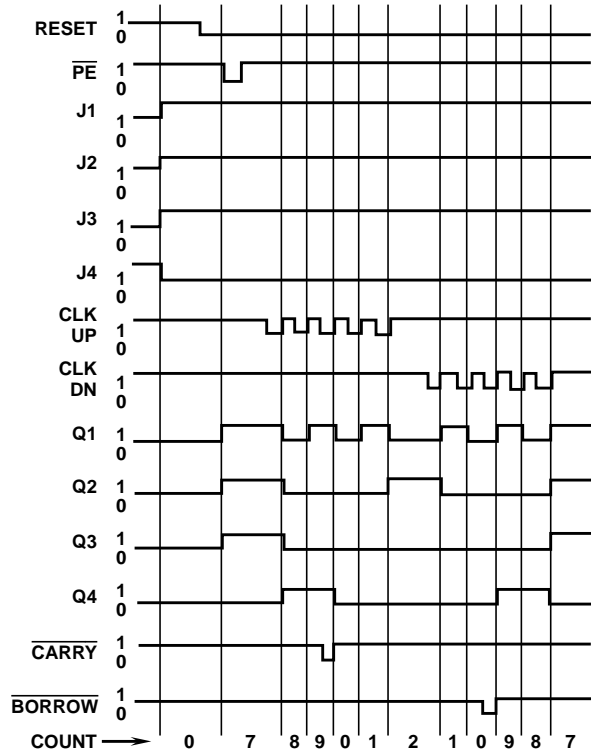 RESET 1
0
PE 1
0
J1 1
0
J2 1
0
J3 1
0
J4 1
0
CLK
UP 1
0
CLK
DN 1
0
Q1 1
0
Q2 1
0
Q3 1
0
Q4 1
0
CARRY 1
0
BORROW 1
0
COUNT 0 7 8 9 0 1 2 1 0 9 8 7